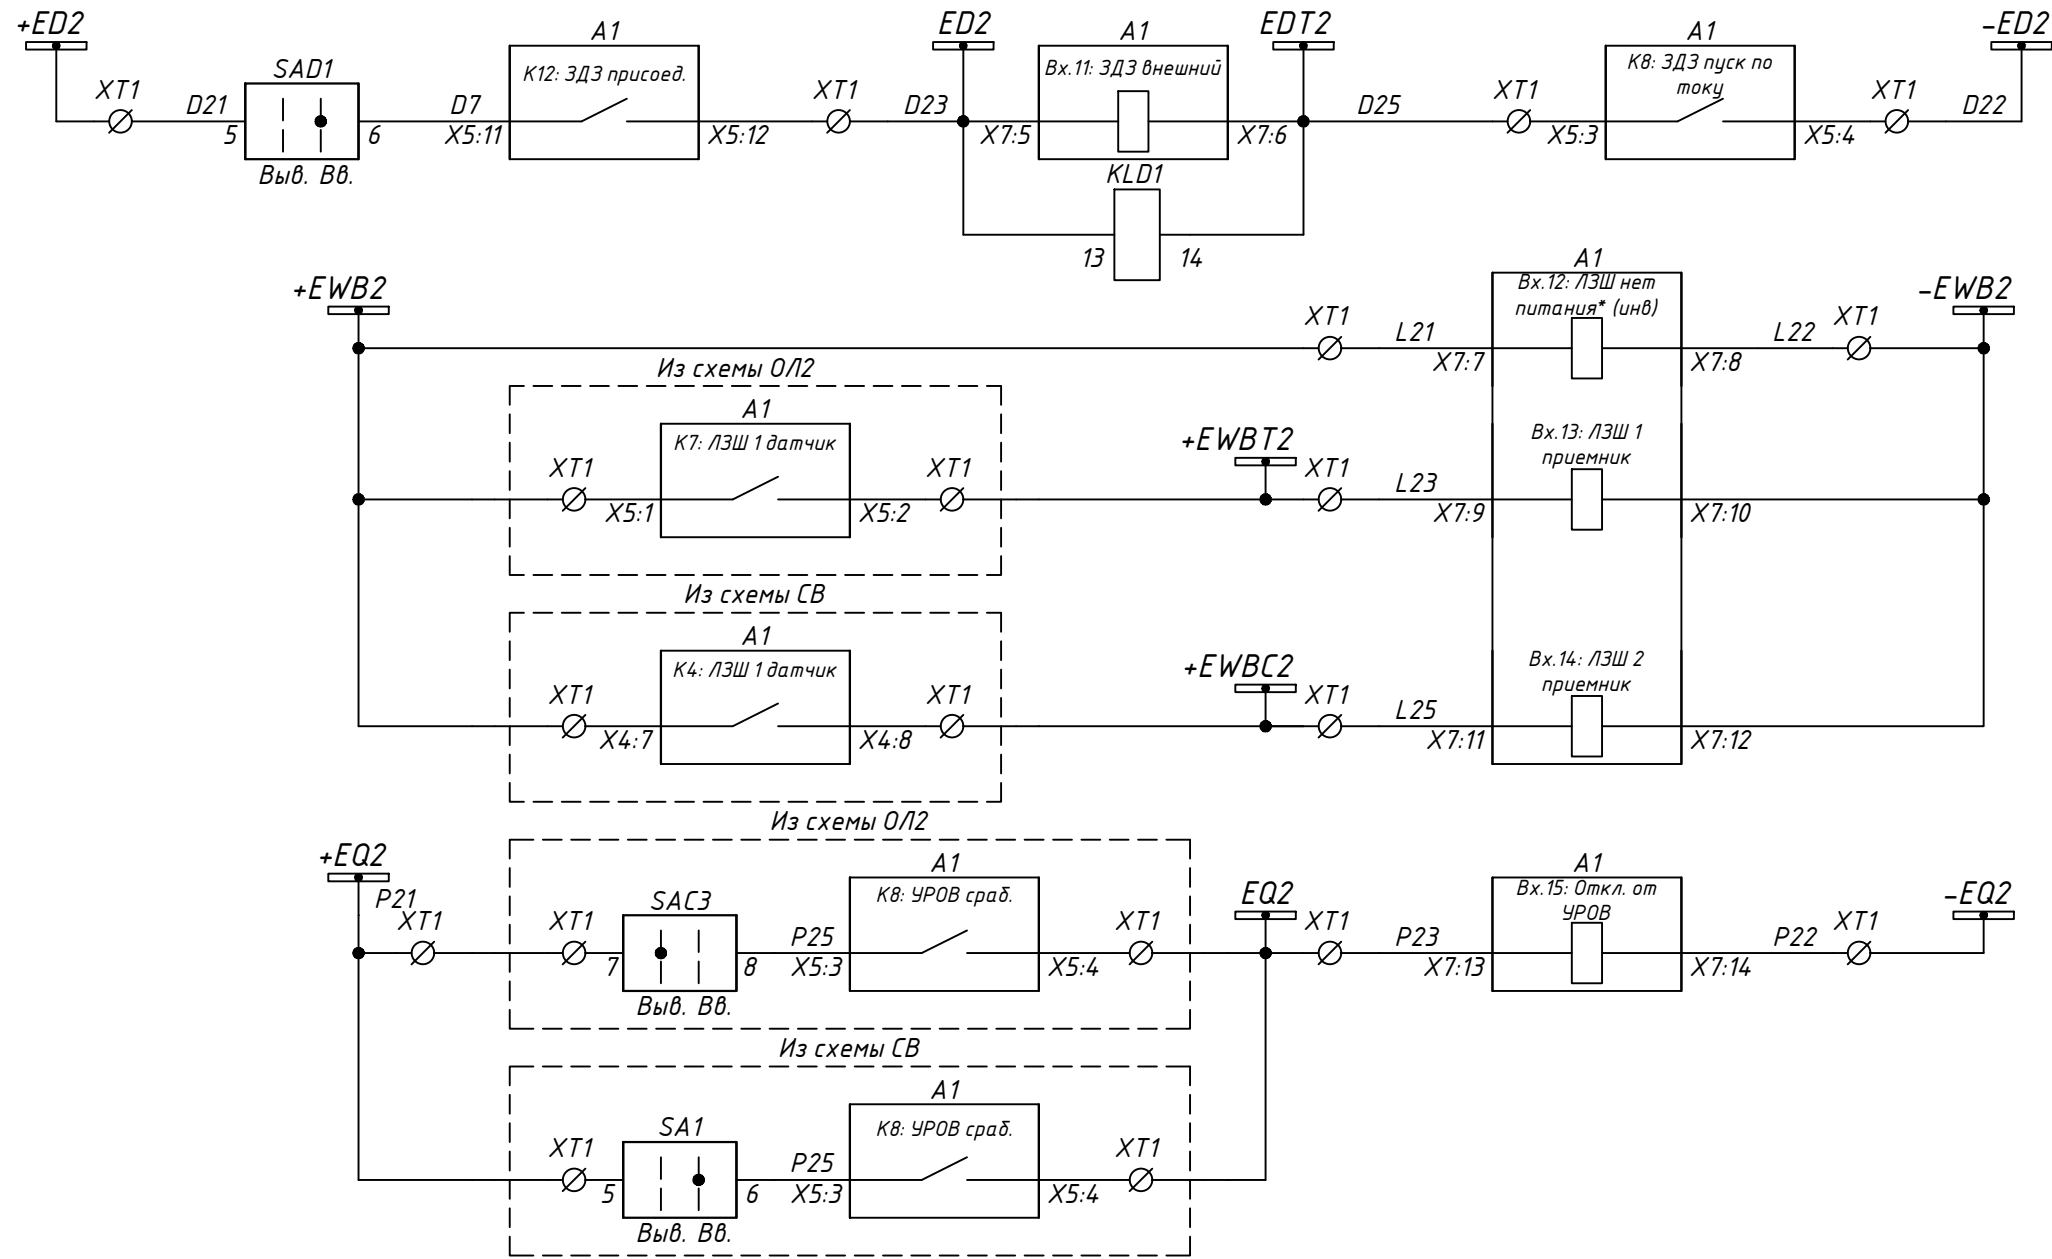 +ED2
XT1
D21
5
SAD1
Выв. Вв.
6
D7
X5:11
A1
К12: ЗДЗ присоед.
X5:12
XT1
D23
ED2
X7:5
A1
Вх.11: ЗДЗ внешний
X7:6
EDT2
KLD1
13
14
D25
XT1
X5:3
A1
К8: ЗДЗ пуск по
току
X5:4
XT1
D22
-ED2
+EWB2
XT1
L21
X7:7
A1
Вх.12: ЛЗШ нет
питания* (инв)
X7:8
L22
XT1
-EWB2
Из схемы ОЛ2
XT1
X5:1
A1
К7: ЛЗШ 1 датчик
X5:2
XT1
+EWBT2
XT1
L23
X7:9
Вх.13: ЛЗШ 1
приемник
X7:10
Из схемы СВ
XT1
X4:7
A1
К4: ЛЗШ 1 датчик
X4:8
XT1
+EWBC2
XT1
L25
X7:11
Вх.14: ЛЗШ 2
приемник
X7:12
+EQ2
P21
XT1
Из схемы ОЛ2
XT1
7
SAC3
Выв. Вв.
8
P25
X5:3
A1
К8: УРОВ сраб.
X5:4
XT1
EQ2
XT1
P23
X7:13
A1
Вх.15: Откл. от
УРОВ
X7:14
P22
XT1
-EQ2
Из схемы СВ
XT1
5
SA1
Выв. Вв.
6
P25
X5:3
A1
К8: УРОВ сраб.
X5:4
XT1